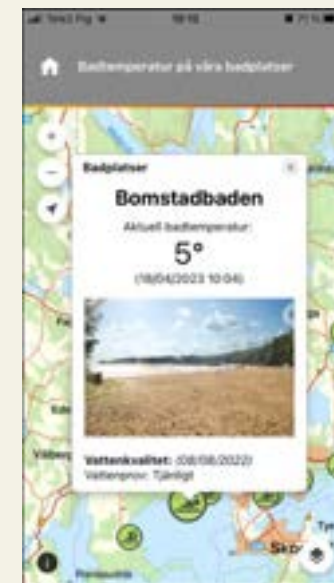 Badtemperatur på våra badplatser
Badplatser
Bomstadbaden
Aktuell badtemperatur:
5°
(18/04/2023 10:04)
Vattenkvalitet: (08/08/2022)
Vattenprov: Tjänligt
Skor